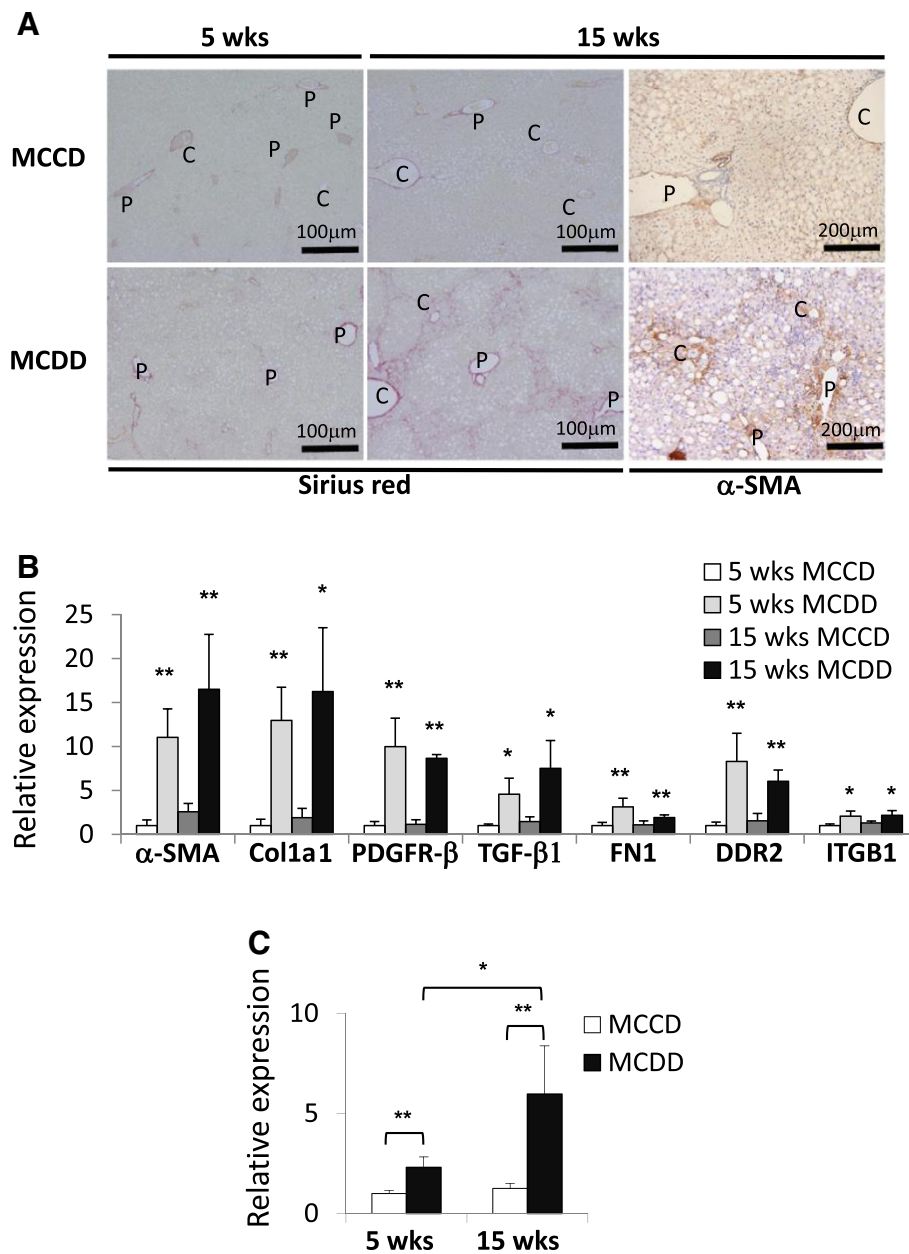 A
5 wks 15 wks
MCCD
P
P
P
C
C
P
100μm
P
C
C
C
100μm
C
P
200μm
MCDD
P
P
P
100μm
C
P
C
P
100μm
C
C
P
P
200μm
Sirius red α-SMA
B
Relative expression
25
20
15
10
5
0
** ** ** *
** ** * *
** ** ** **
* *
α-SMA Col1a1 PDGFR-β TGF-β1 FN1 DDR2 ITGB1
5 wks MCCD
5 wks MCDD
15 wks MCCD
15 wks MCDD
C
Relative expression
10
5
0
*
**
**
5 wks 15 wks
MCCD
MCDD